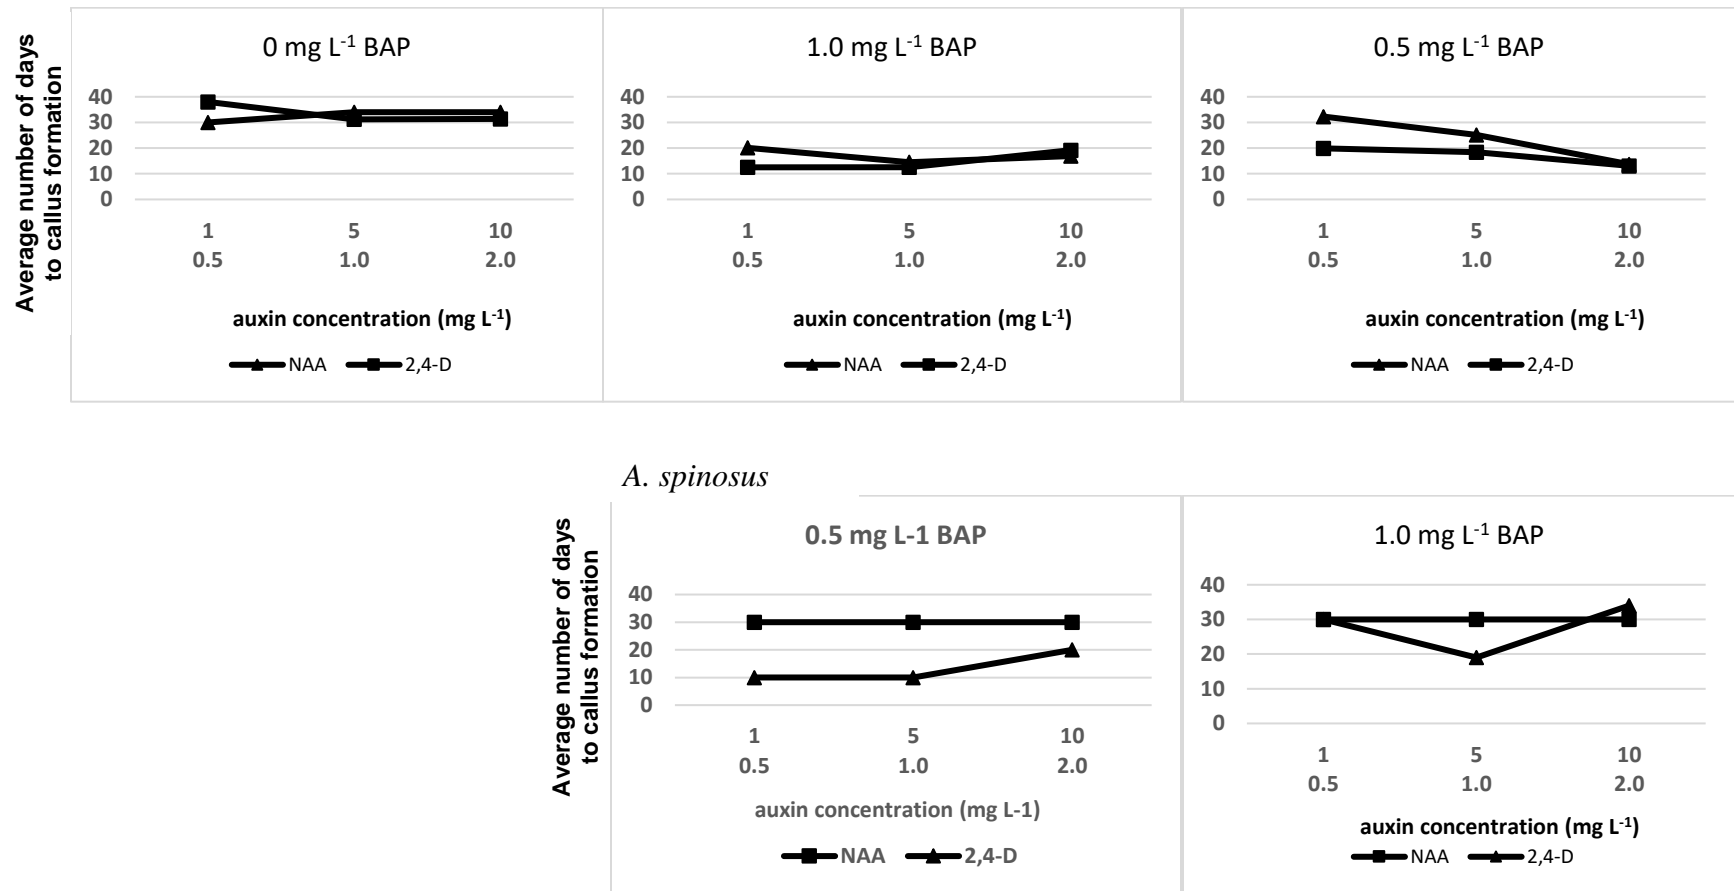 Average number of days
to callus formation
0 mg L⁻¹ BAP
40
30
20
10
0
1 5 10
0.5 1.0 2.0
auxin concentration (mg L⁻¹)
NAA 2,4-D
1.0 mg L⁻¹ BAP
40
30
20
10
0
1 5 10
0.5 1.0 2.0
auxin concentration (mg L⁻¹)
NAA 2,4-D
0.5 mg L⁻¹ BAP
40
30
20
10
0
1 5 10
0.5 1.0 2.0
auxin concentration (mg L⁻¹)
NAA 2,4-D
A. spinosus
Average number of days
to callus formation
0.5 mg L-1 BAP
40
30
20
10
0
1 5 10
0.5 1.0 2.0
auxin concentration (mg L-1)
NAA 2,4-D
1.0 mg L⁻¹ BAP
40
30
20
10
0
1 5 10
0.5 1.0 2.0
auxin concentration (mg L⁻¹)
NAA 2,4-D